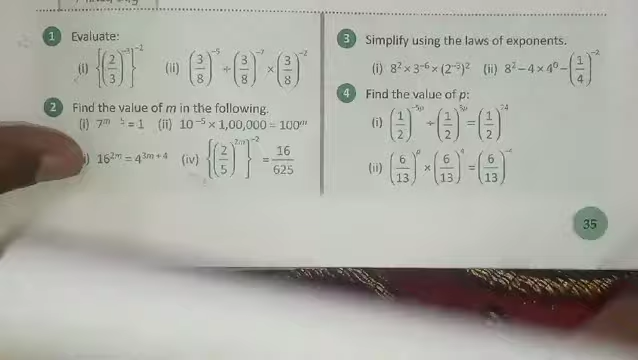 1 Evaluate:
(i) {(2/3)^-3}^-2 (ii) (3/8)^-5 ÷ (3/8)^-7 × (3/8)^-2
2 Find the value of m in the following.
(i) 7^m = 1 (ii) 10^-5 × 1,00,000 = 100^m
16^2m = 4^3m+4 (iv) {(2/5)^2m}^-2 = 16/625
3 Simplify using the laws of exponents.
(i) 8^2 × 3^-6 × (2^-3)^2 (ii) 8^2 – 4 × 4^0 – (1/4)^-2
4 Find the value of p:
(i) (1/2)^-5p ÷ (1/2)^3p = (1/2)
(ii) (6/13)^p × (6/13) = (6/13)
35